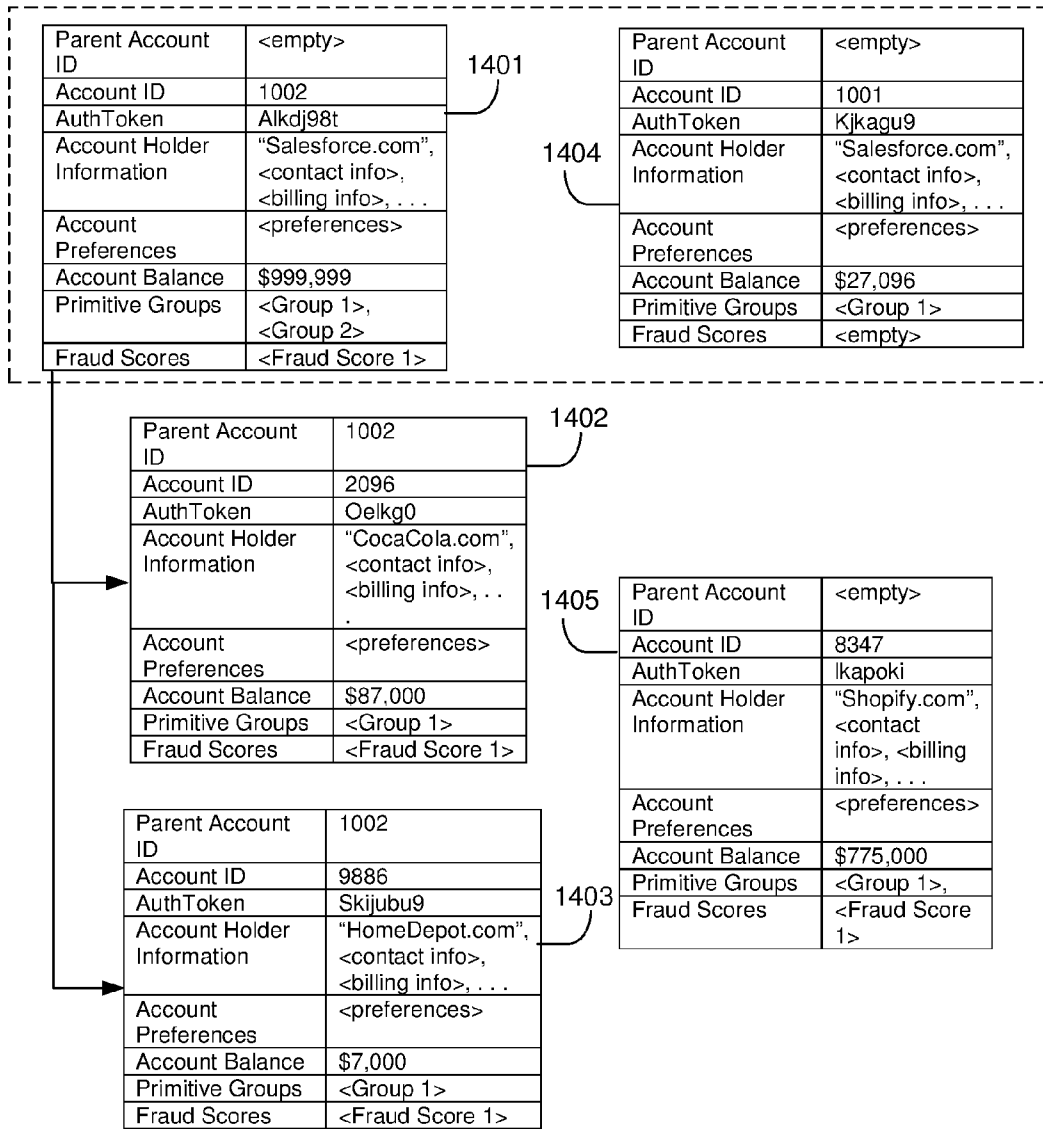 Parent Account ID <empty>
Account ID 1002
AuthToken Alkdj98t
Account Holder Information “Salesforce.com”,
<contact info>,
<billing info>, . . .
Account Preferences <preferences>
Account Balance $999,999
Primitive Groups <Group 1>,
<Group 2>
Fraud Scores <Fraud Score 1>
1401
Parent Account ID <empty>
Account ID 1001
AuthToken Kjkagu9
Account Holder Information “Salesforce.com”,
<contact info>,
<billing info>, . . .
Account Preferences <preferences>
Account Balance $27,096
Primitive Groups <Group 1>
Fraud Scores <empty>
1404
Parent Account ID 1002
Account ID 2096
AuthToken Oelkg0
Account Holder Information “CocaCola.com”,
<contact info>,
<billing info>, . .
.
Account Preferences <preferences>
Account Balance $87,000
Primitive Groups <Group 1>
Fraud Scores <Fraud Score 1>
1402
Parent Account ID <empty>
Account ID 8347
AuthToken Ikapoki
Account Holder Information “Shopify.com”,
<contact
info>, <billing
info>, . . .
Account Preferences <preferences>
Account Balance $775,000
Primitive Groups <Group 1>,
Fraud Scores <Fraud Score
1>
1405
Parent Account ID 1002
Account ID 9886
AuthToken Skijubu9
Account Holder Information “HomeDepot.com”,
<contact info>,
<billing info>, . . .
Account Preferences <preferences>
Account Balance $7,000
Primitive Groups <Group 1>
Fraud Scores <Fraud Score 1>
1403